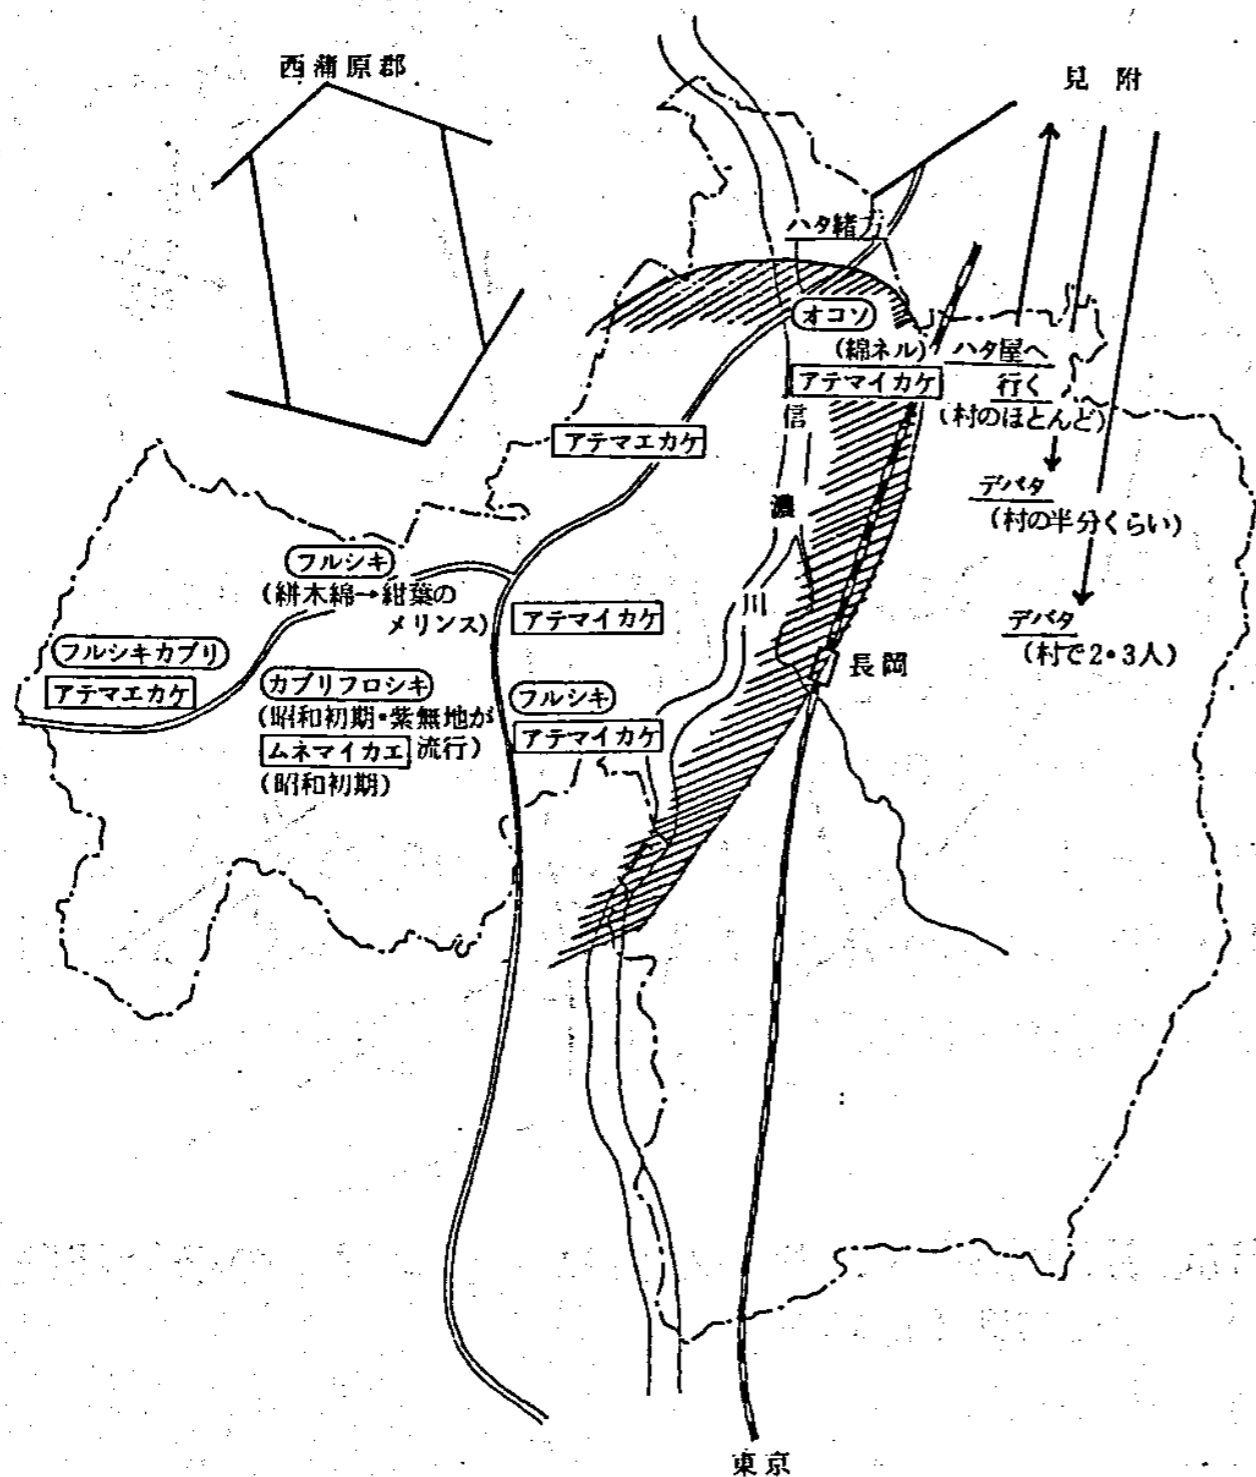 西蒲原郡
見附
ハタ緒方
オコソ
(綿ネル)
アテマイカケ
ハタ屋へ
行く
(村のほとんど)
アテマエカケ
信
濃
川
デバタ
(村の半分くらい)
フルシキ
(絣木綿→紺葉の
メリンス)
アテマイカケ
デバタ
(村で2・3人)
フルシキカブリ
アテマエカケ
長岡
カブリフロシキ
(昭和初期・紫無地が
流行)
ムネマイカエ
(昭和初期)
フルシキ
アテマイカケ
東京